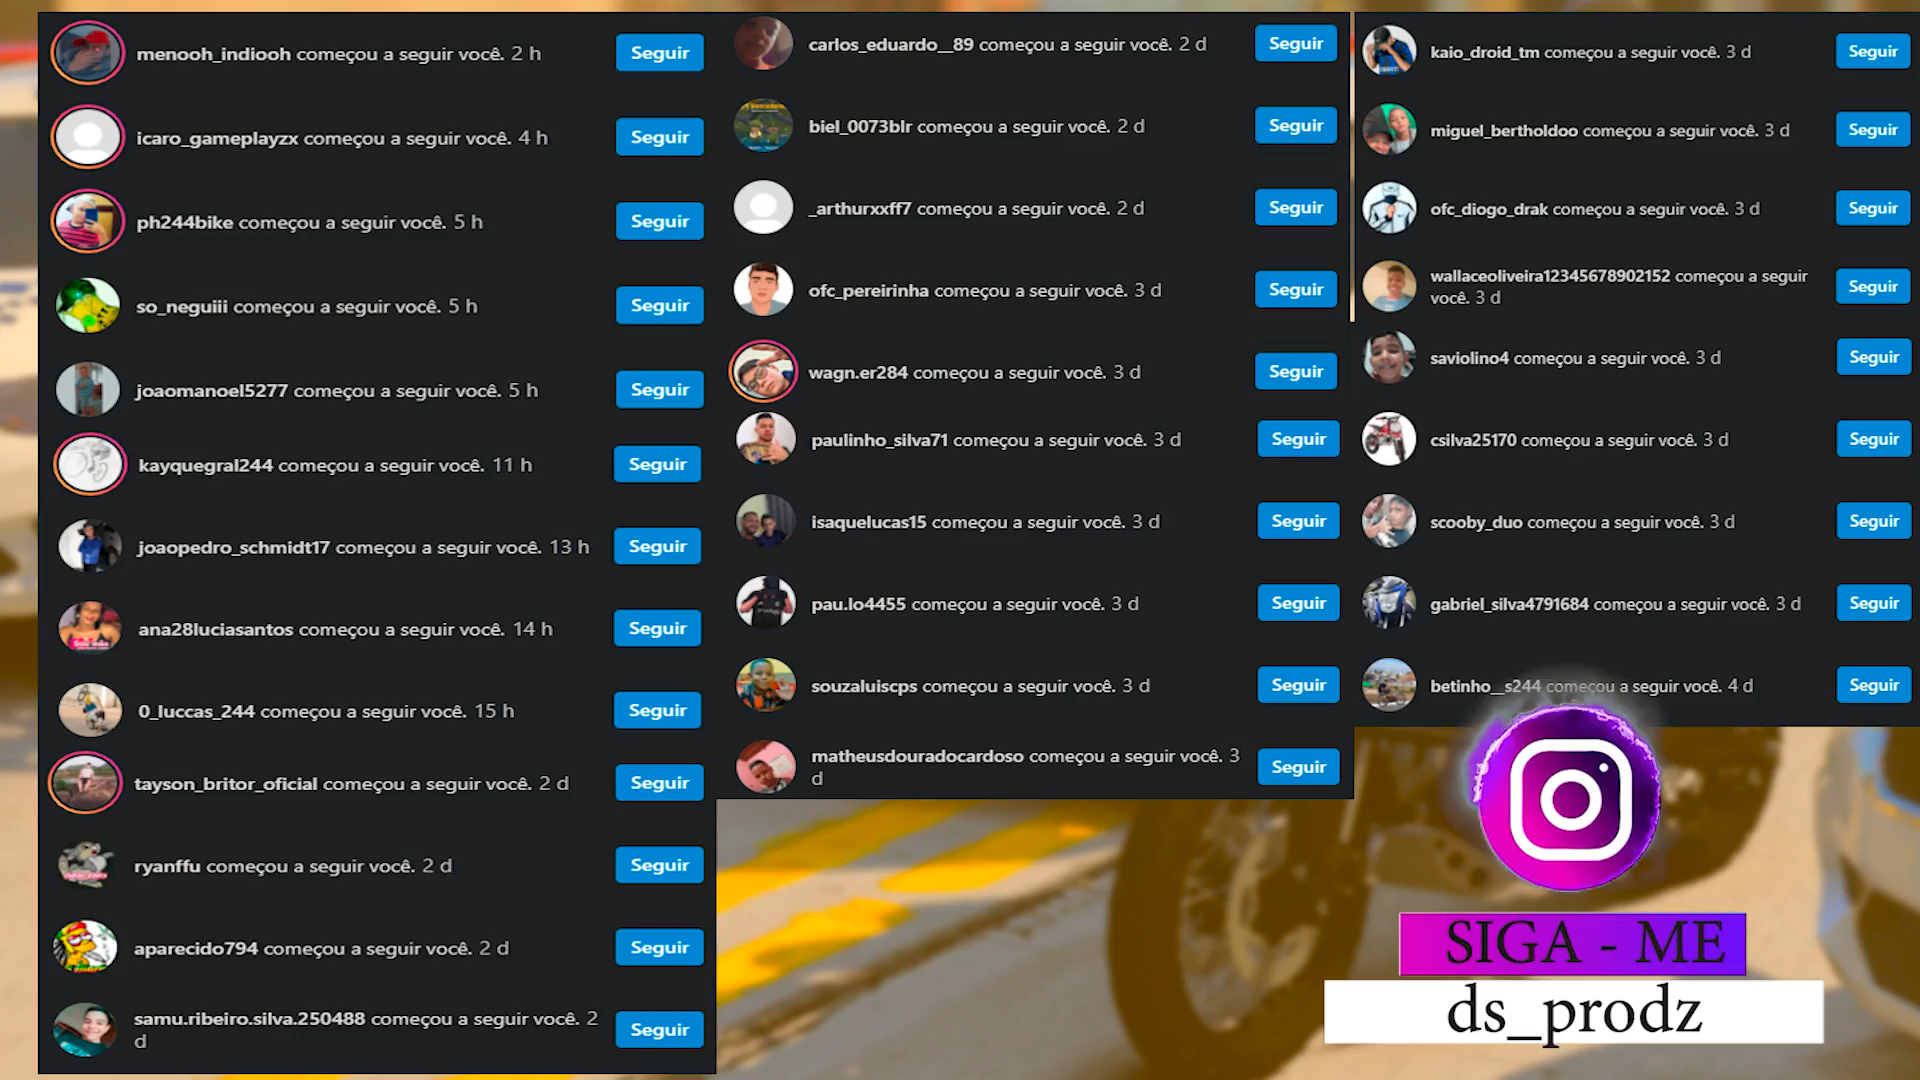 menooh_indiooh começou a seguir você. 2 h
Seguir
icaro_gameplayzx começou a seguir você. 4 h
Seguir
ph244bike começou a seguir você. 5 h
Seguir
so_neguiii começou a seguir você. 5 h
Seguir
joaomanoel5277 começou a seguir você. 5 h
Seguir
kayquegral244 começou a seguir você. 11 h
Seguir
joaopedro_schmidt17 começou a seguir você. 13 h
Seguir
ana28luciasantos começou a seguir você. 14 h
Seguir
0_luccas_244 começou a seguir você. 15 h
Seguir
tayson_britor_oficial começou a seguir você. 2 d
Seguir
ryanffu começou a seguir você. 2 d
Seguir
aparecido794 começou a seguir você. 2 d
Seguir
samu.ribeiro.silva.250488 começou a seguir você. 2
d
Seguir
carlos_eduardo__89 começou a seguir você. 2 d
Seguir
biel_0073blr começou a seguir você. 2 d
Seguir
_arthurxxff7 começou a seguir você. 2 d
Seguir
ofc_pereirinha começou a seguir você. 3 d
Seguir
wagn.er284 começou a seguir você. 3 d
Seguir
paulinho_silva71 começou a seguir você. 3 d
Seguir
isaquelucas15 começou a seguir você. 3 d
Seguir
pau.lo4455 começou a seguir você. 3 d
Seguir
souzaluiscps começou a seguir você. 3 d
Seguir
matheusdouradocardoso começou a seguir você. 3
d
Seguir
kaio_droid_tm começou a seguir você. 3 d
Seguir
miguel_bertholdoo começou a seguir você. 3 d
Seguir
ofc_diogo_drak começou a seguir você. 3 d
Seguir
wallaceoliveira12345678902152 começou a seguir
você. 3 d
Seguir
saviolino4 começou a seguir você. 3 d
Seguir
csilva25170 começou a seguir você. 3 d
Seguir
scooby_duo começou a seguir você. 3 d
Seguir
gabriel_silva4791684 começou a seguir você. 3 d
Seguir
betinho__s244 começou a seguir você. 4 d
Seguir
SIGA - ME
ds_prodz